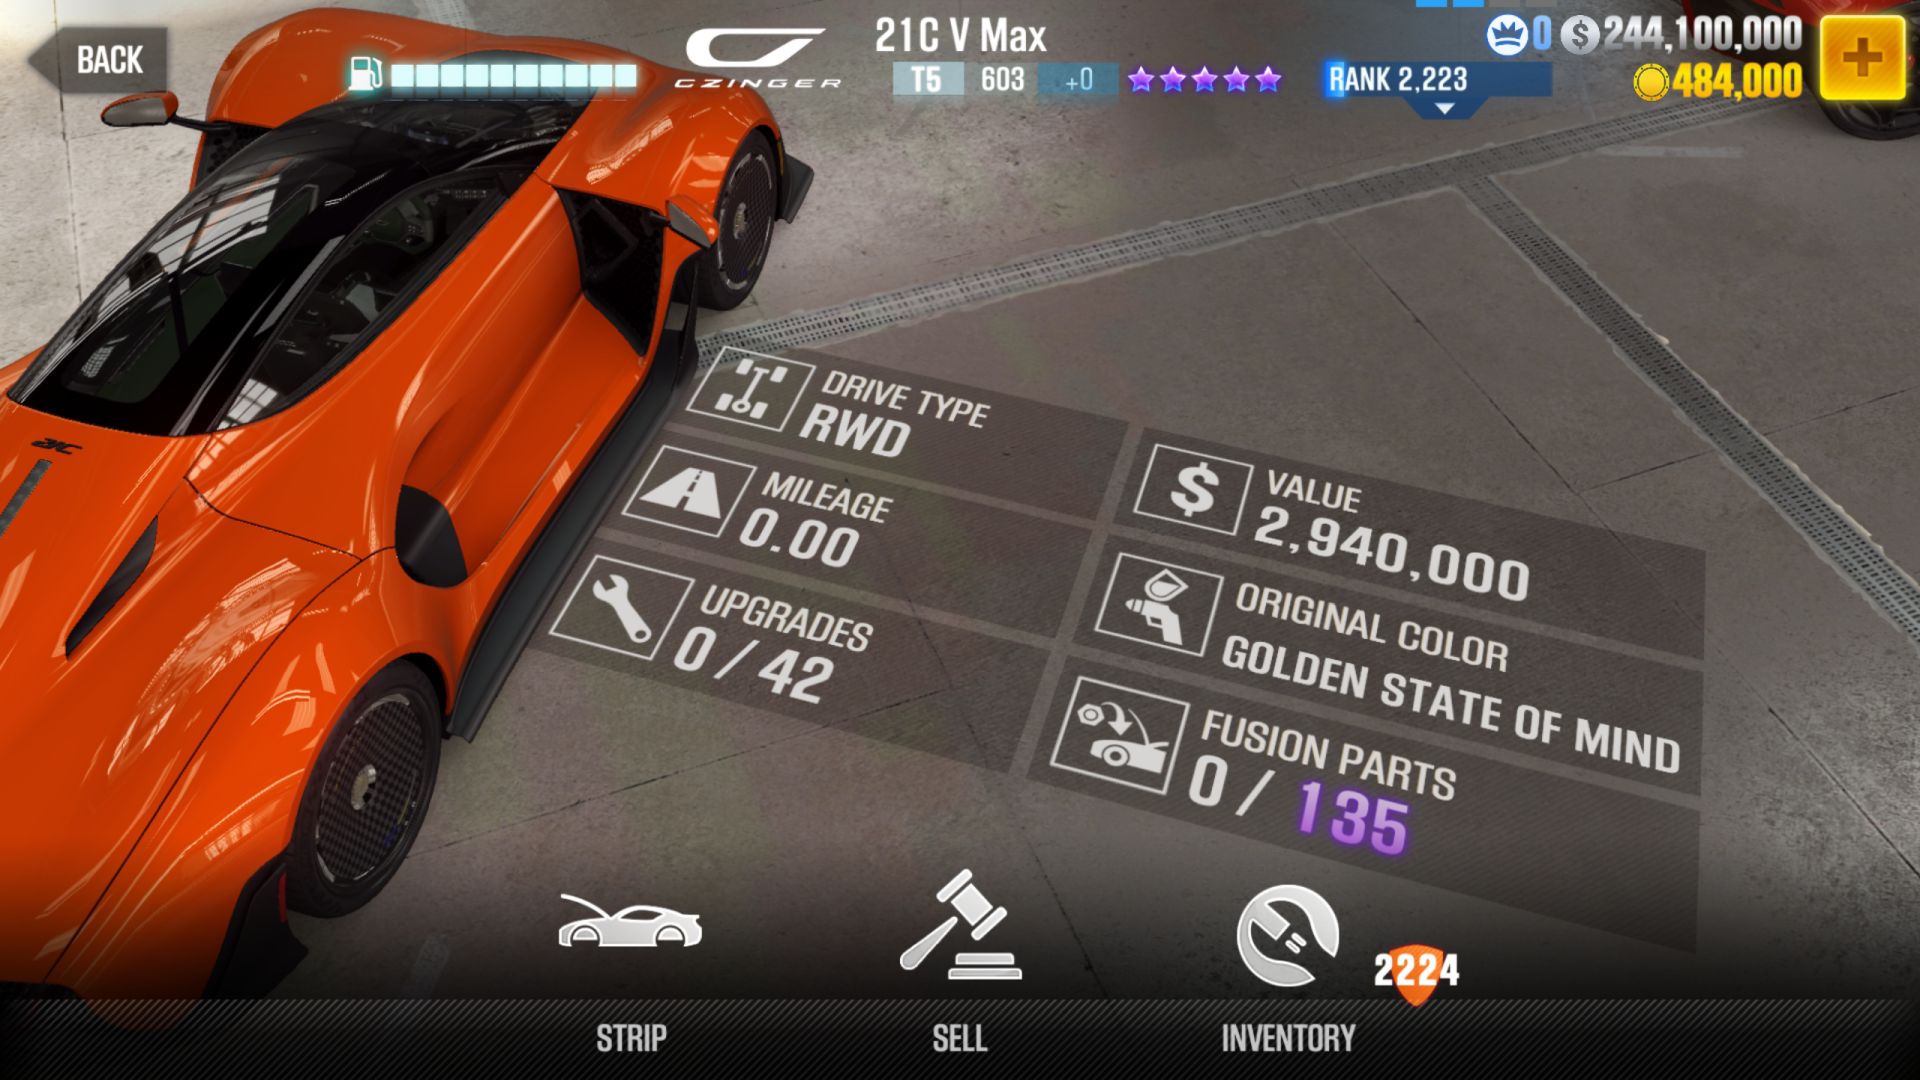 BACK
CZINGER
21C V Max
T5 603 +0
RANK 2,223
0
244,100,000
484,000
DRIVE TYPE
RWD
MILEAGE
0.00
UPGRADES
0/42
VALUE
2,940,000
ORIGINAL COLOR
GOLDEN STATE OF MIND
FUSION PARTS
0/ 135
2224
STRIP
SELL
INVENTORY